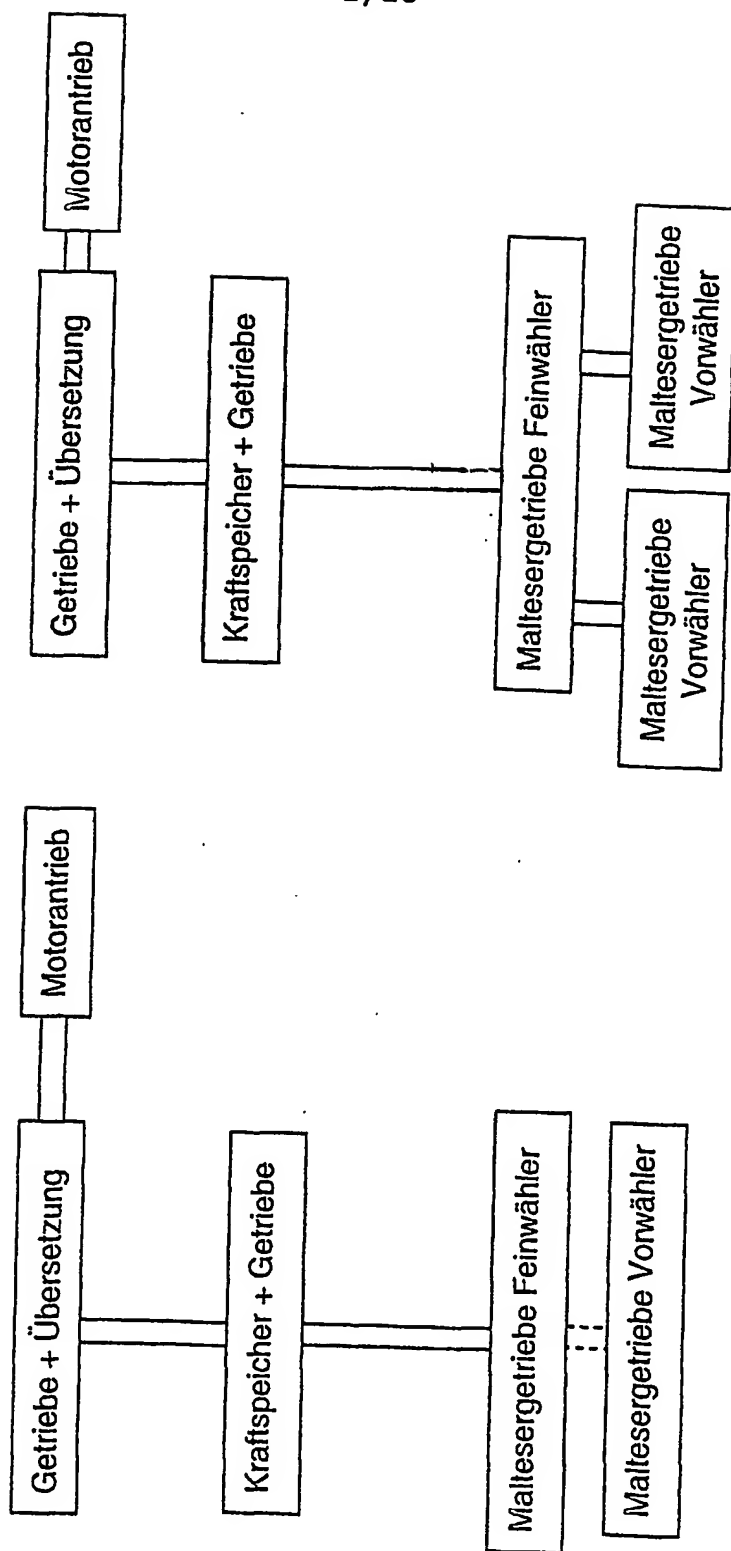 Motorantrieb
Getriebe + Übersetzung
Kraftspeicher + Getriebe
Maltesergetriebe Feinwähler
Maltesergetriebe
Vorwähler
Maltesergetriebe
Vorwähler
Motorantrieb
Getriebe + Übersetzung
Kraftspeicher + Getriebe
Maltesergetriebe Feinwähler
Maltesergetriebe Vorwähler